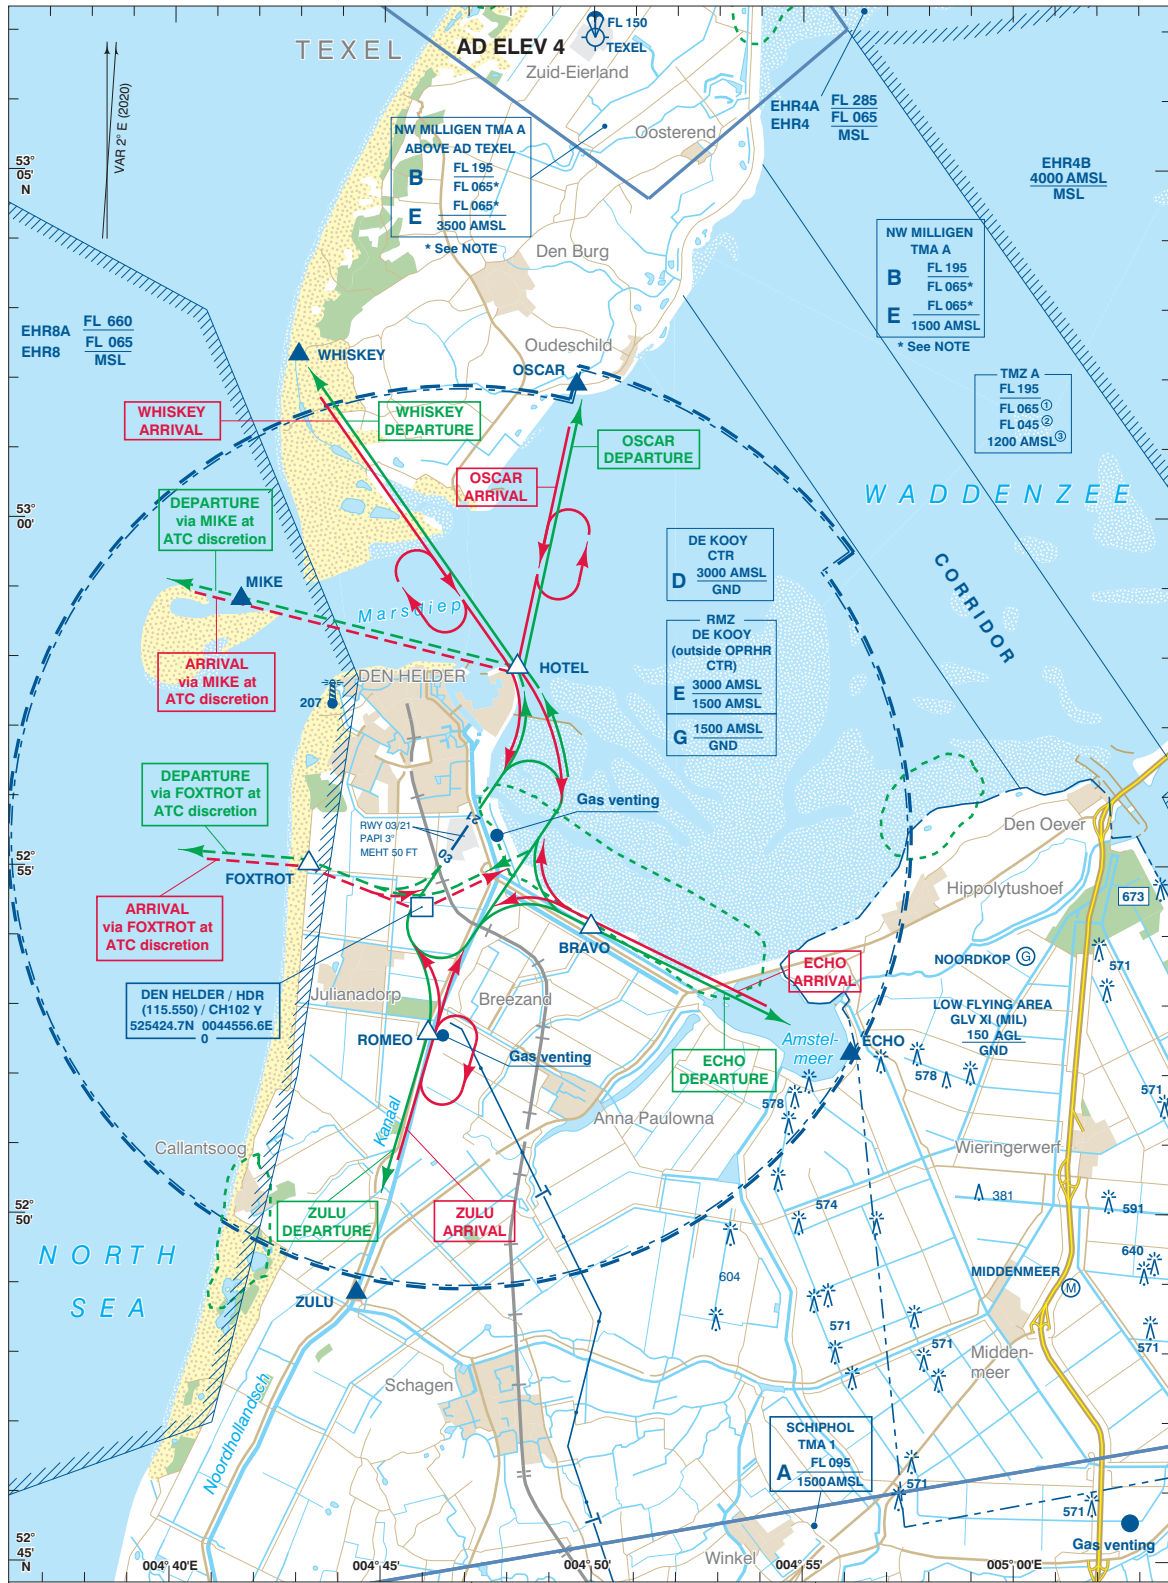 TEXEL
AD ELEV 4
FL 150
TEXEL
Zuid-Eierland
VAR 2° E (2020)
NW MILLIGEN TMA A
ABOVE AD TEXEL
B FL 195
FL 065*
E FL 065*
3500 AMSL
* See NOTE
Oosterend
EHR4A
EHR4
FL 285
FL 065
MSL
EHR4B
4000 AMSL
MSL
53°
05'
N
Den Burg
NW MILLIGEN
TMA A
B FL 195
FL 065*
E FL 065*
1500 AMSL
* See NOTE
EHR8A
EHR8
FL 660
FL 065
MSL
WHISKEY
Oudeschild
OSCAR
TMZ A
FL 195
FL 065①
FL 045②
1200 AMSL③
WHISKEY
ARRIVAL
WHISKEY
DEPARTURE
OSCAR
DEPARTURE
OSCAR
ARRIVAL
WADDENZEE
53°
00'
DEPARTURE
via MIKE at
ATC discretion
DE KOOY
CTR
D 3000 AMSL
GND
CORRIDOR
MIKE
Marsdiep
RMZ
DE KOOY
(outside OPRHR
CTR)
E 3000 AMSL
1500 AMSL
G 1500 AMSL
GND
ARRIVAL
via MIKE at
ATC discretion
DEN HELDER
HOTEL
207
DEPARTURE
via FOXTROT at
ATC discretion
Gas venting
RWY 03/21
PAPI 3°
MEHT 50 FT
21
03
Den Oever
52°
55'
FOXTROT
Hippolytushoef
673
ARRIVAL
via FOXTROT at
ATC discretion
BRAVO
NOORDKOP G
571
ECHO
ARRIVAL
DEN HELDER / HDR
(115.550) / CH102 Y
525424.7N 0044556.6E
0
Julianadorp
Breezand
LOW FLYING AREA
GLV XI (MIL)
150 AGL
GND
ROMEO
Gas venting
Amstel-
meer
ECHO
ECHO
DEPARTURE
578
578
571
Anna Paulowna
Kanaal
Callantsoog
Wieringerwerf
381
591
574
52°
50'
ZULU
DEPARTURE
ZULU
ARRIVAL
NORTH
SEA
640
604
MIDDENMEER
M
ZULU
571
571
571
Midden-
meer
Schagen
Noordhollandsch
SCHIPHOL
TMA 1
A FL 095
1500 AMSL
571
571
Gas venting
Winkel
52°
45'
N
004° 40'E
004° 45'
004° 50'
004° 55'
005° 00'E